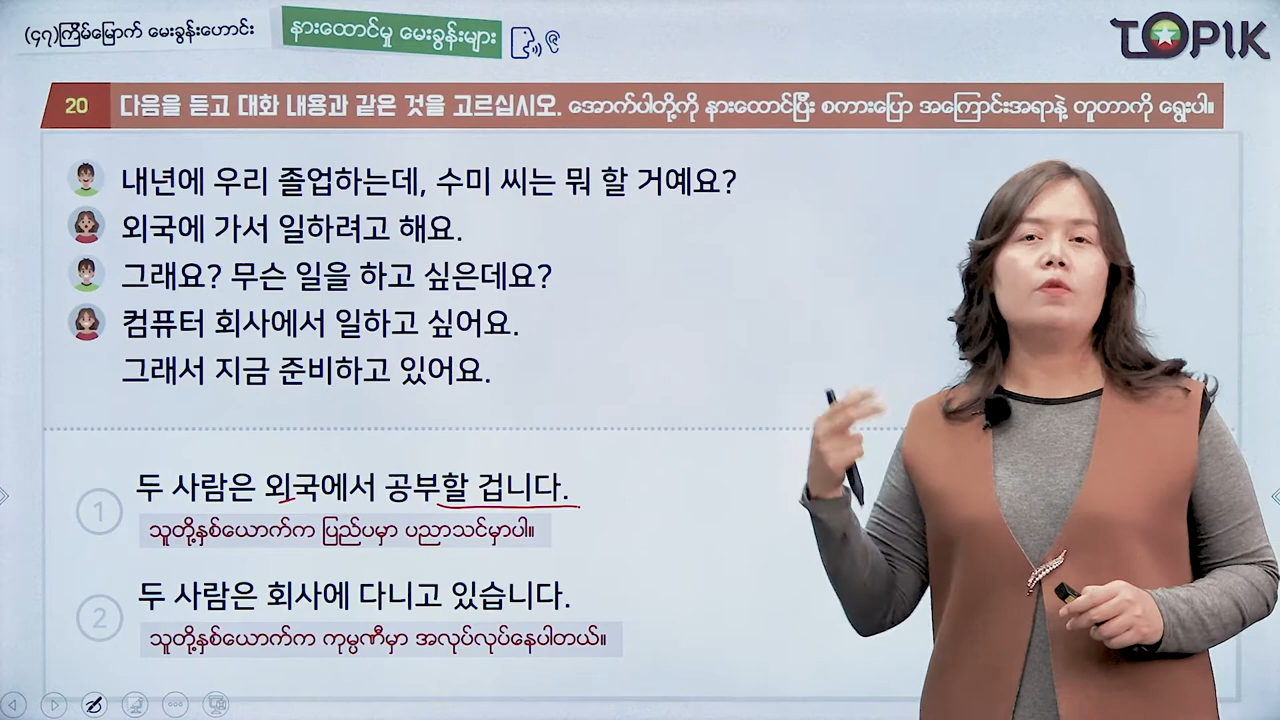 (၄၇)ကြိမ်မြောက် မေးခွန်းဟောင်း
နားထောင်မှု မေးခွန်းများ
TOPIK
20 다음을 듣고 대화 내용과 같은 것을 고르십시오. အောက်ပါတို့ကို နားထောင်ပြီး စကားပြော အကြောင်းအရာနဲ့ တူတာကို ရွေးပါ။
내년에 우리 졸업하는데, 수미 씨는 뭐 할 거예요?
외국에 가서 일하려고 해요.
그래요? 무슨 일을 하고 싶은데요?
컴퓨터 회사에서 일하고 싶어요.
그래서 지금 준비하고 있어요.
1 두 사람은 외국에서 공부할 겁니다.
သူတို့နှစ်ယောက်က ပြည်ပမှာ ပညာသင်မှာပါ။
2 두 사람은 회사에 다니고 있습니다.
သူတို့နှစ်ယောက်က ကုမ္ပဏီမှာ အလုပ်လုပ်နေပါတယ်။